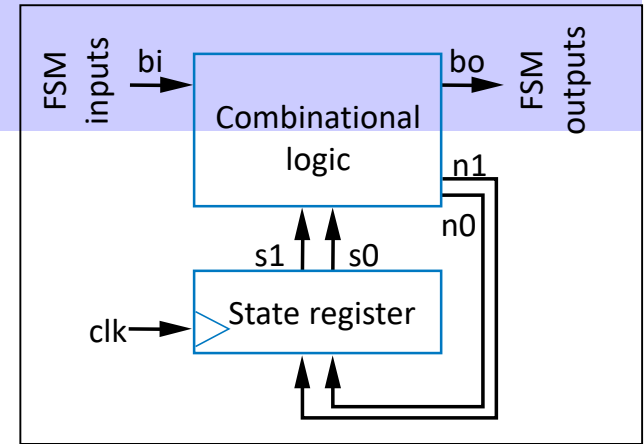 FSM
inputs
bi
bo
FSM
outputs
Combinational
logic
n1
n0
s1
s0
State register
clk